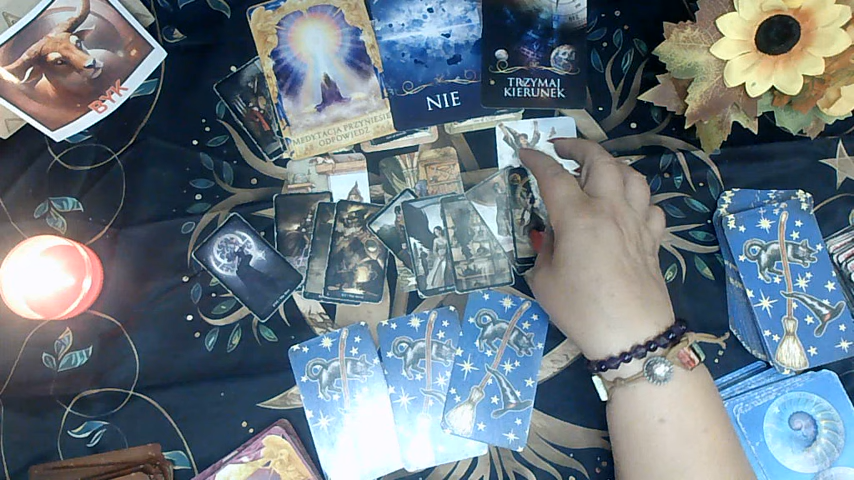 BYK
MEDYTACJA PRZYNIESIE
ODPOWIEDŹ
NIE
TRZYMAJ
KIERUNEK